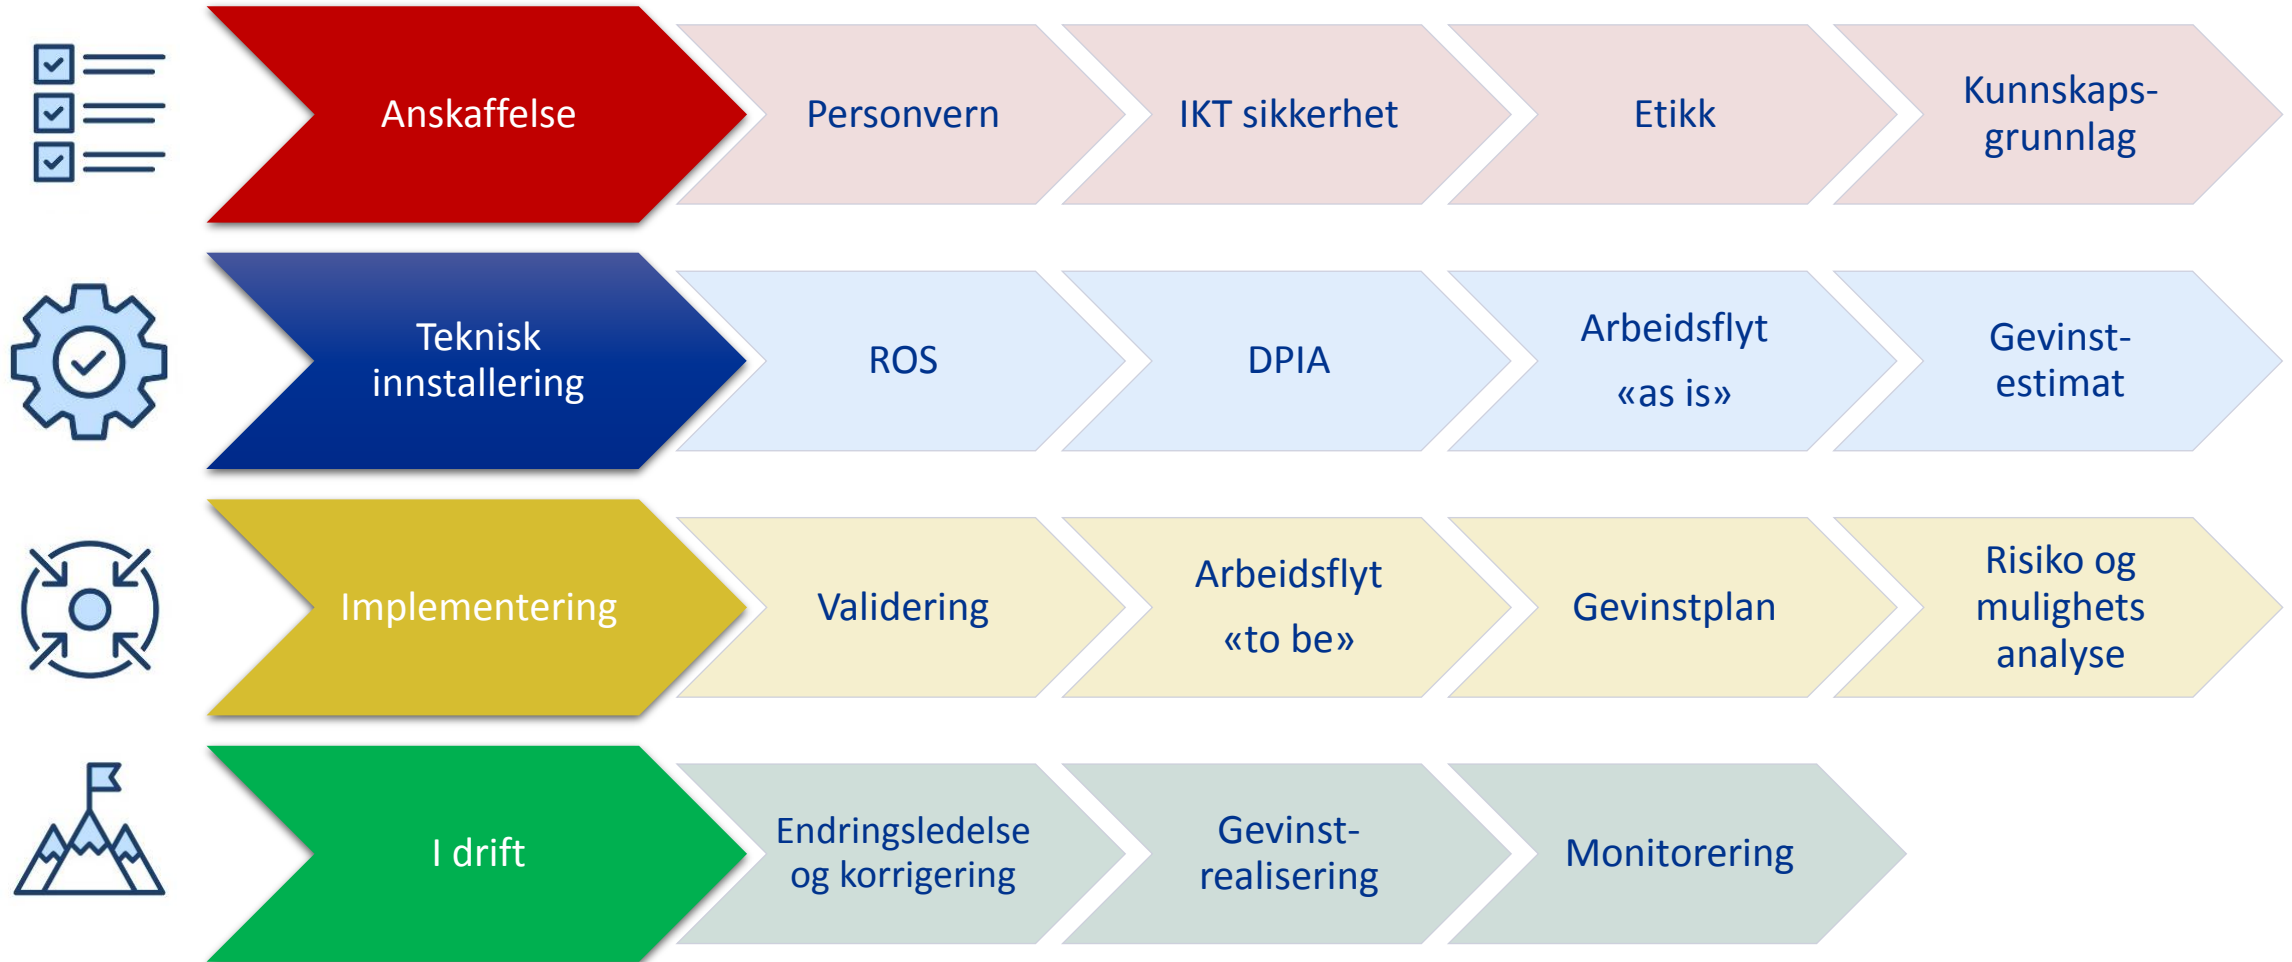 Anskaffelse
Personvern
IKT sikkerhet
Etikk
Kunnskaps-
grunnlag
Teknisk
innstallering
ROS
DPIA
Arbeidsflyt
«as is»
Gevinst-
estimat
Implementering
Validering
Arbeidsflyt
«to be»
Gevinstplan
Risiko og
mulighets
analyse
I drift
Endringsledelse
og korrigering
Gevinst-
realisering
Monitorering